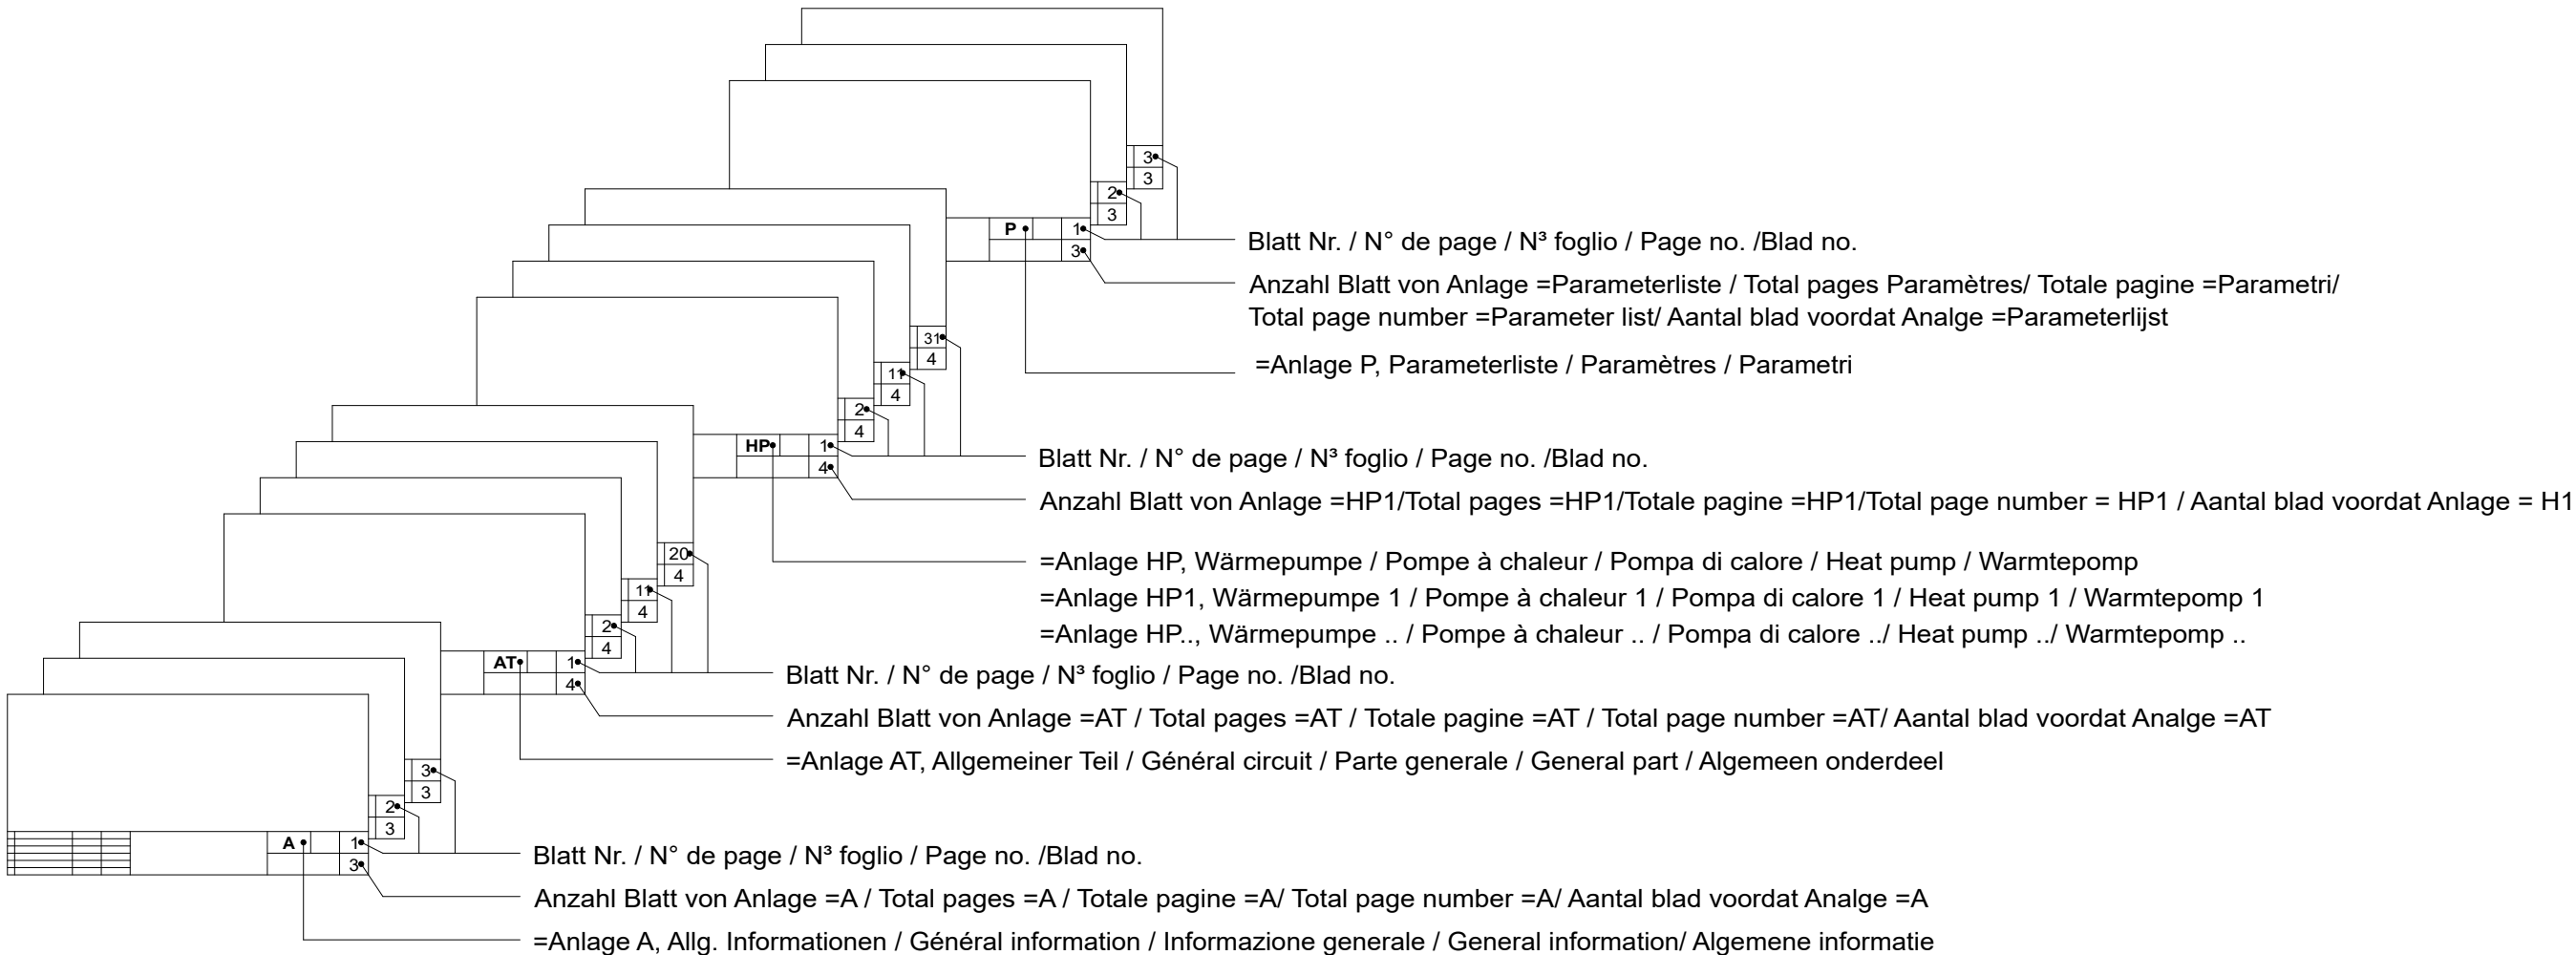 3
3
2
3
P 1
3
Blatt Nr. / N° de page / N³ foglio / Page no. /Blad no.
Anzahl Blatt von Anlage =Parameterliste / Total pages Paramètres/ Totale pagine =Parametri/
Total page number =Parameter list/ Aantal blad voordat Analge =Parameterlijst
=Anlage P, Parameterliste / Paramètres / Parametri
31
4
11
4
2
4
HP 1
4
Blatt Nr. / N° de page / N³ foglio / Page no. /Blad no.
Anzahl Blatt von Anlage =HP1/Total pages =HP1/Totale pagine =HP1/Total page number = HP1 / Aantal blad voordat Anlage = H1
=Anlage HP, Wärmepumpe / Pompe à chaleur / Pompa di calore / Heat pump / Warmtepomp
=Anlage HP1, Wärmepumpe 1 / Pompe à chaleur 1 / Pompa di calore 1 / Heat pump 1 / Warmtepomp 1
=Anlage HP.., Wärmepumpe .. / Pompe à chaleur .. / Pompa di calore ../ Heat pump ../ Warmtepomp ..
20
4
11
4
2
4
AT 1
4
Blatt Nr. / N° de page / N³ foglio / Page no. /Blad no.
Anzahl Blatt von Anlage =AT / Total pages =AT / Totale pagine =AT / Total page number =AT/ Aantal blad voordat Analge =AT
=Anlage AT, Allgemeiner Teil / Général circuit / Parte generale / General part / Algemeen onderdeel
3
3
2
3
A 1
3
Blatt Nr. / N° de page / N³ foglio / Page no. /Blad no.
Anzahl Blatt von Anlage =A / Total pages =A / Totale pagine =A/ Total page number =A/ Aantal blad voordat Analge =A
=Anlage A, Allg. Informationen / Général information / Informazione generale / General information/ Algemene informatie